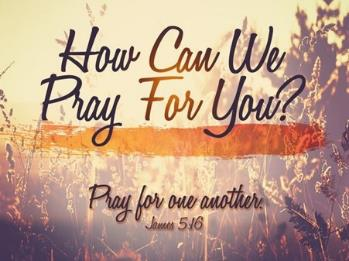 How Can We
Pray For You?
Pray for one another.
James 5:16